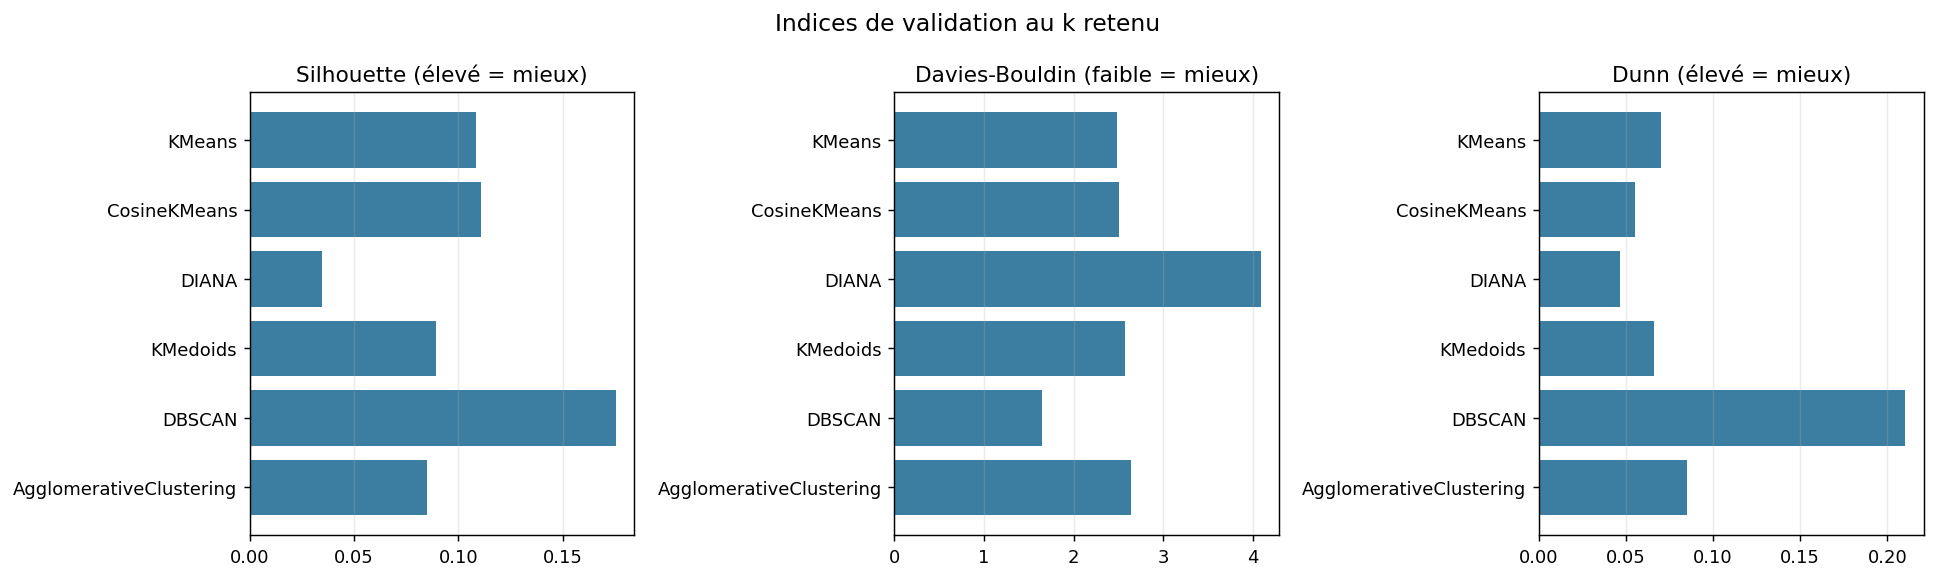 Indices de validation au k retenu
Silhouette (élevé = mieux)
KMeans
CosineKMeans
DIANA
KMedoids
DBSCAN
AgglomerativeClustering
0.00 0.05 0.10 0.15
Davies-Bouldin (faible = mieux)
KMeans
CosineKMeans
DIANA
KMedoids
DBSCAN
AgglomerativeClustering
0 1 2 3 4
Dunn (élevé = mieux)
KMeans
CosineKMeans
DIANA
KMedoids
DBSCAN
AgglomerativeClustering
0.00 0.05 0.10 0.15 0.20